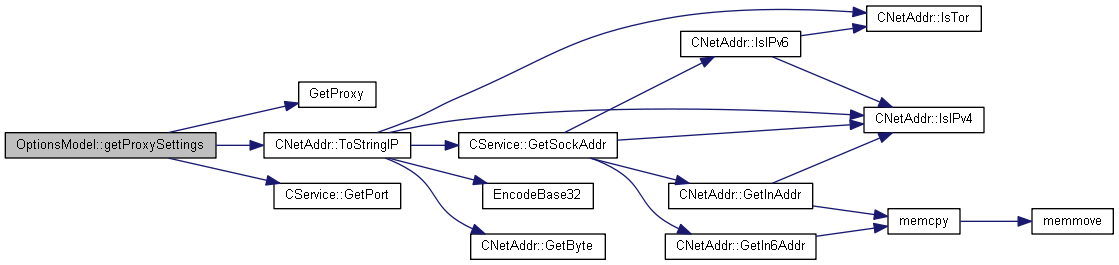 OptionsModel::getProxySettings
GetProxy
CNetAddr::ToStringIP
CService::GetPort
CService::GetSockAddr
EncodeBase32
CNetAddr::GetByte
CNetAddr::IsIPv6
CNetAddr::GetInAddr
CNetAddr::GetIn6Addr
CNetAddr::IsTor
CNetAddr::IsIPv4
memcpy
memmove